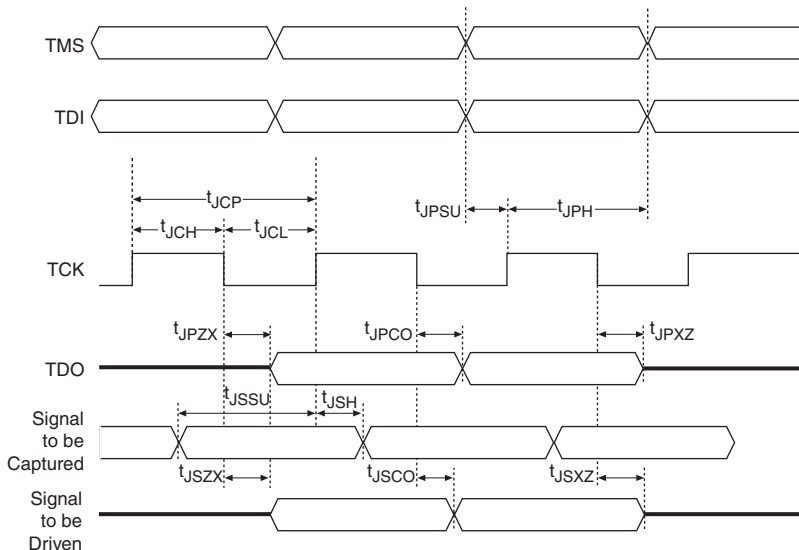 TMS
TDI
tJCP
tJPSU
tJPH
tJCH
tJCL
TCK
tJPZX
tJPCO
tJPXZ
TDO
tJSSU
tJSH
Signal
to be
Captured
tJSZX
tJSCO
tJSXZ
Signal
to be
Driven